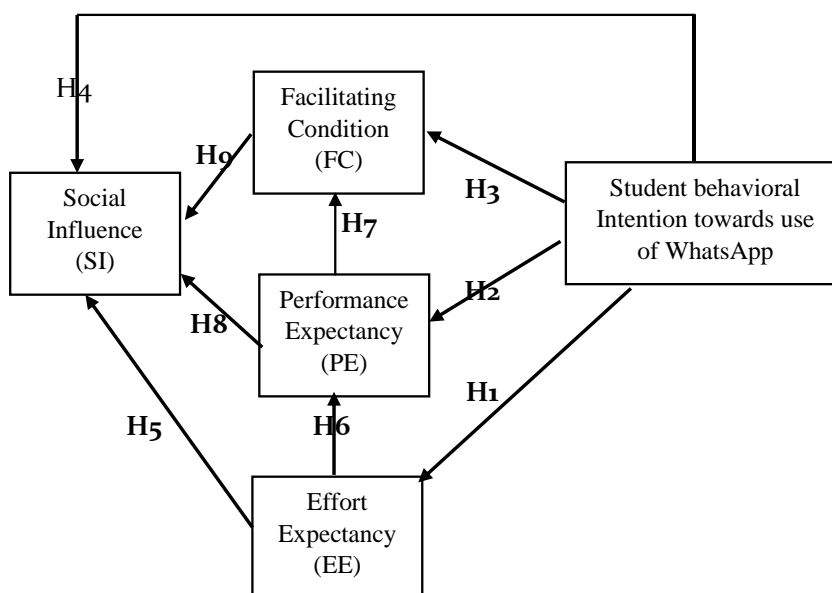 H4
Facilitating
Condition
(FC)
H9
H3
Social
Influence
(SI)
Student behavioral
Intention towards use
of WhatsApp
H7
Performance
Expectancy
(PE)
H2
H8
H1
H5
H6
Effort
Expectancy
(EE)